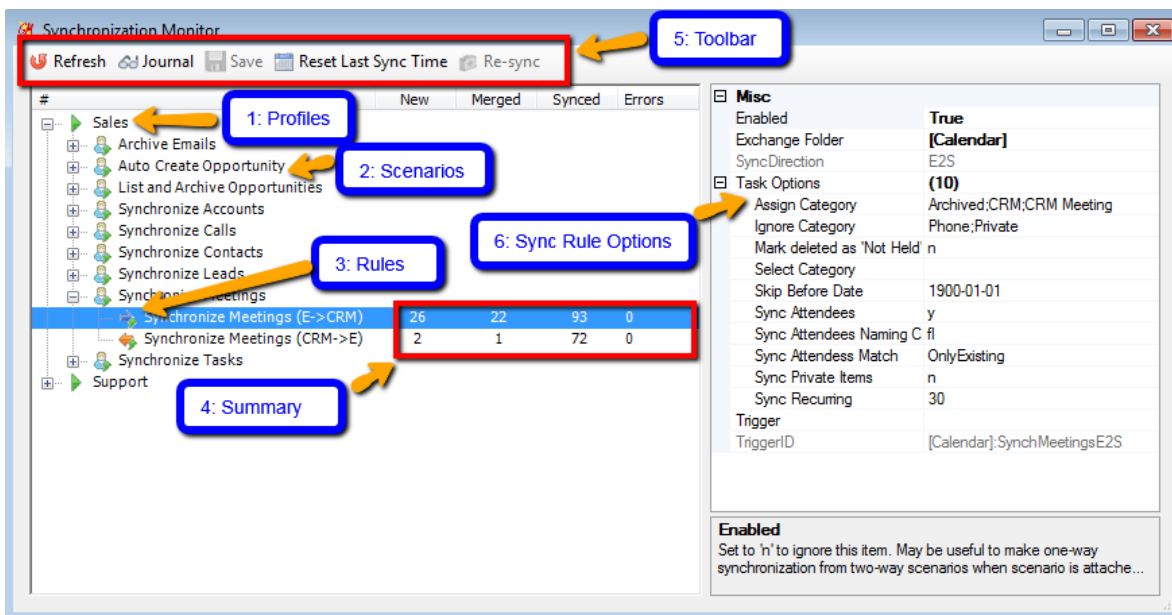 Synchronization Monitor
5: Toolbar
Refresh Journal Save Reset Last Sync Time Re-sync
# New Merged Synced Errors
Sales
1: Profiles
Archive Emails
Auto Create Opportunity
2: Scenarios
List and Archive Opportunities
Synchronize Accounts
Synchronize Calls
Synchronize Contacts
3: Rules
Synchronize Leads
Synchronize Meetings
Synchronize Meetings (E->CRM) 26 22 93 0
Synchronize Meetings (CRM->E) 2 1 72 0
Synchronize Tasks
Support
4: Summary
Misc
Enabled True
Exchange Folder [Calendar]
SyncDirection E2S
Task Options (10)
Assign Category Archived;CRM;CRM Meeting
6: Sync Rule Options
Ignore Category Phone;Private
Mark deleted as 'Not Held' n
Select Category
Skip Before Date 1900-01-01
Sync Attendees y
Sync Attendees Naming C fl
Sync Attendess Match OnlyExisting
Sync Private Items n
Sync Recurring 30
Trigger
TriggerID [Calendar]:SynchMeetingsE2S
Enabled
Set to 'n' to ignore this item. May be useful to make one-way
synchronization from two-way scenarios when scenario is attache...